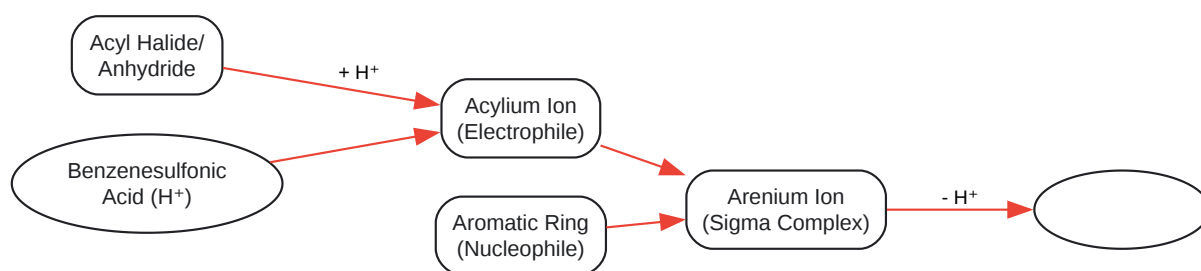 Acyl Halide/
Anhydride
+ H⁺
Benzenesulfonic
Acid (H⁺)
Acylium Ion
(Electrophile)
Aromatic Ring
(Nucleophile)
Arenium Ion
(Sigma Complex)
- H⁺